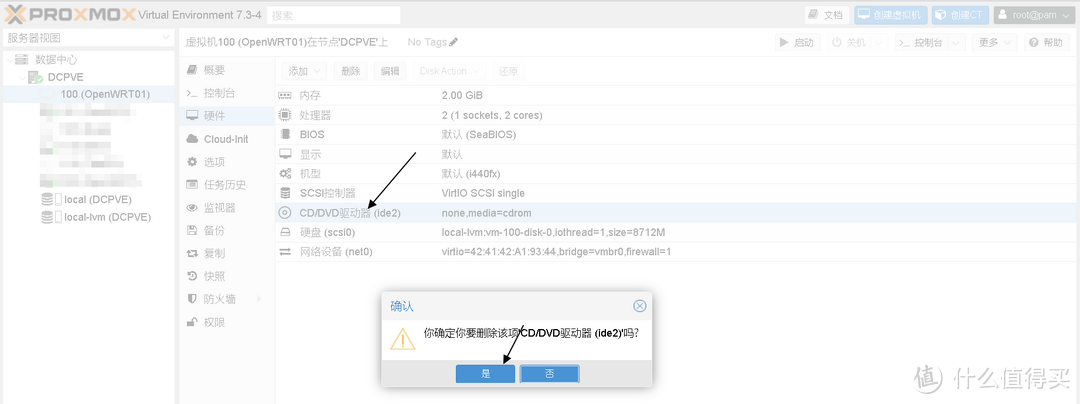 PROXMOX Virtual Environment 7.3-4 搜索 文档 创建虚拟机 创建CT root@pam
服务器视图
数据中心
DCPVE
100 (OpenWRT01)
local (DCPVE)
local-lvm (DCPVE)
虚拟机100 (OpenWRT01)在节点'DCPVE'上 No Tags 启动 关机 控制台 更多 帮助
概要
控制台
硬件
Cloud-Init
选项
任务历史
监视器
备份
复制
快照
防火墙
权限
添加 删除 编辑 Disk Action 还原
内存 2.00 GiB
处理器 2 (1 sockets, 2 cores)
BIOS 默认 (SeaBIOS)
显示 默认
机型 默认 (i440fx)
SCSI控制器 VirtIO SCSI single
CD/DVD驱动器 (ide2) none,media=cdrom
硬盘 (scsi0) local-lvm:vm-100-disk-0,iothread=1,size=8712M
网络设备 (net0) virtio=42:41:42:A1:93:44,bridge=vmbr0,firewall=1
确认
你确定你要删除该项'CD/DVD驱动器 (ide2)'吗?
是 否
值 什么值得买